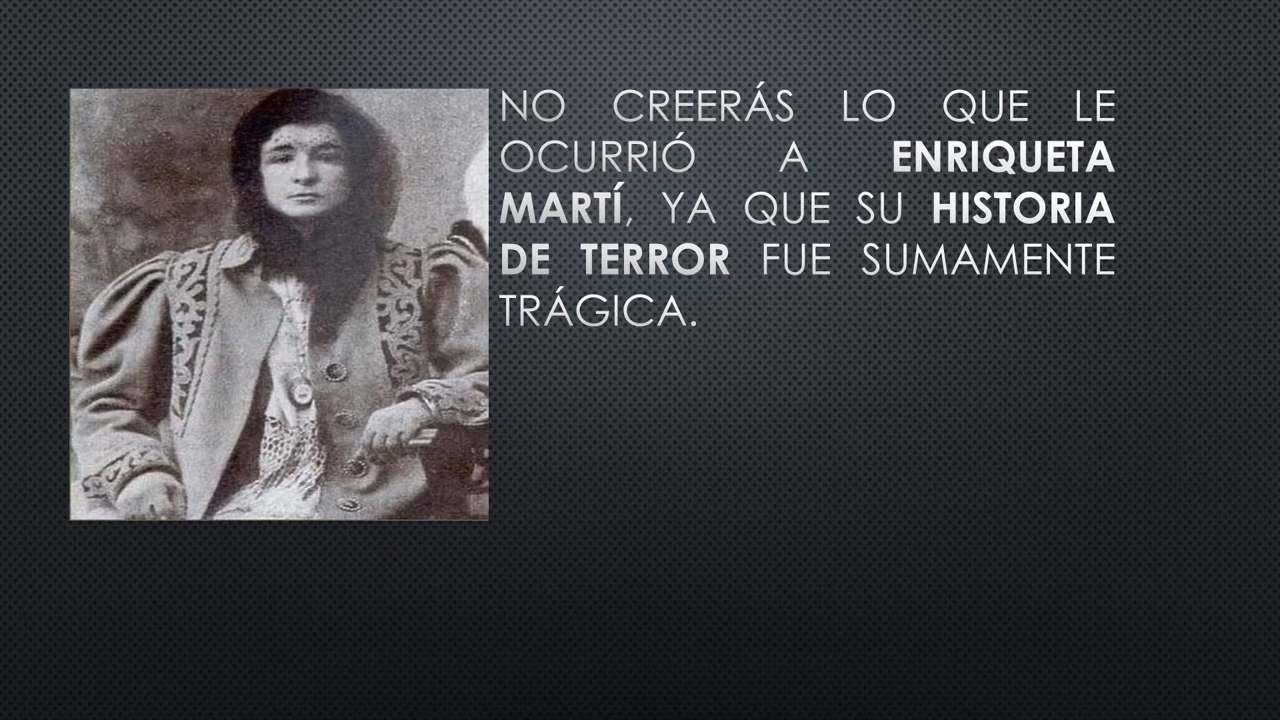 NO CREERÁS LO QUE LE
OCURRIÓ A ENRIQUETA
MARTÍ, YA QUE SU HISTORIA
DE TERROR FUE SUMAMENTE
TRÁGICA.